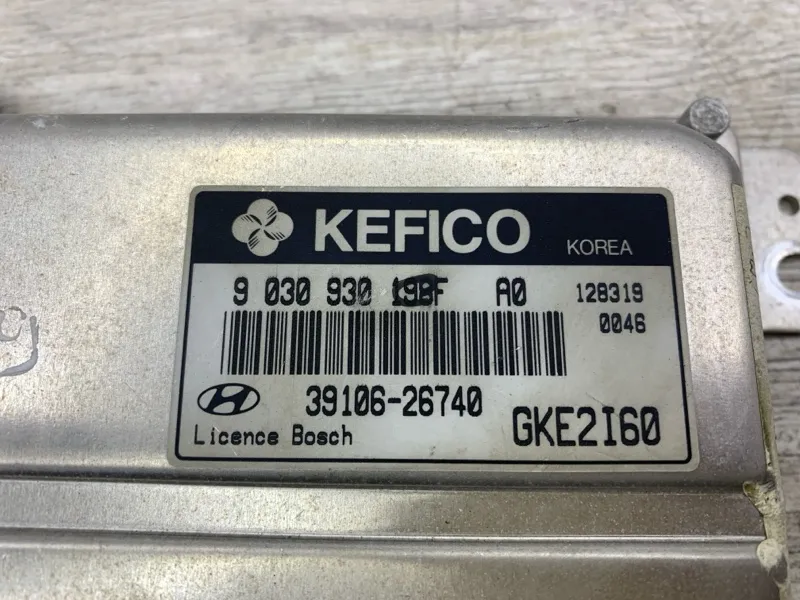 KEFICO KOREA
9 030 930 19BF A0 128319
0046
39106-26740 GKE2I60
Licence Bosch